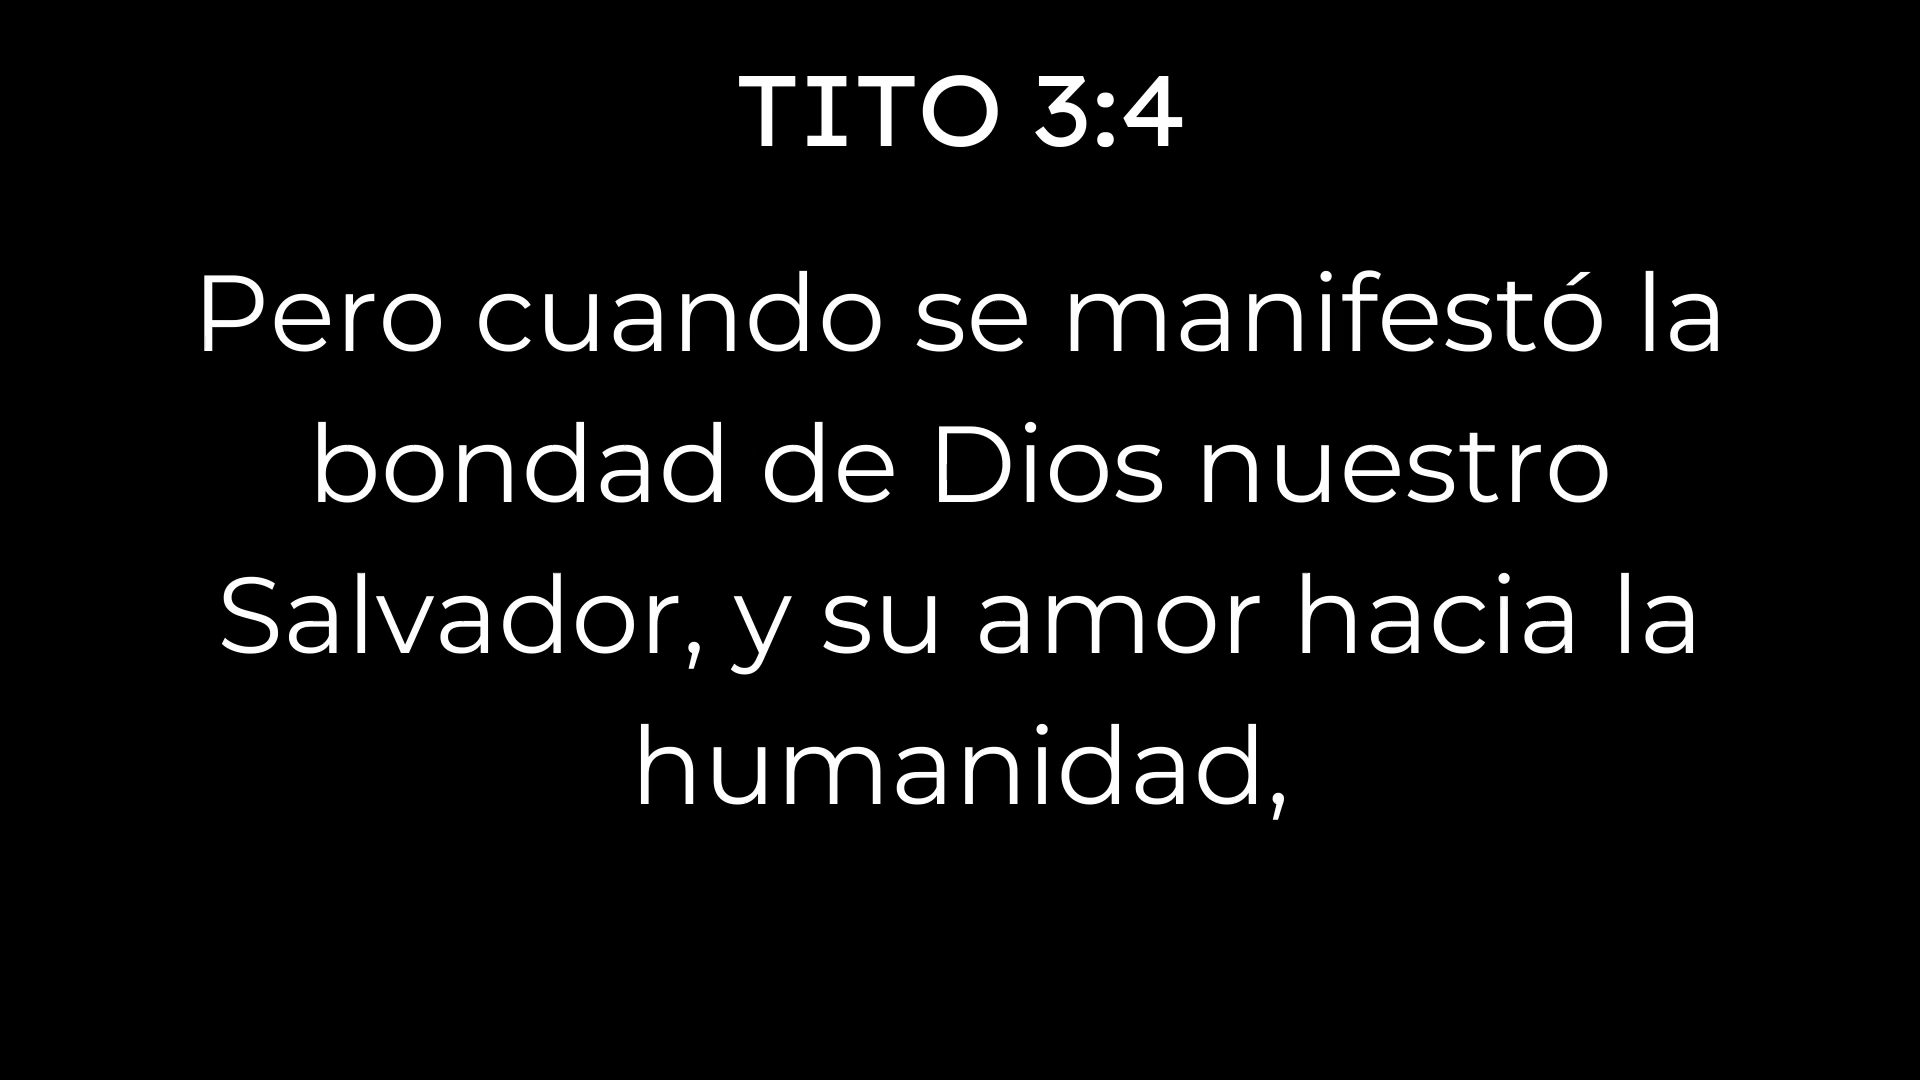 TITO 3:4
Pero cuando se manifestó la
bondad de Dios nuestro
Salvador, y su amor hacia la
humanidad,